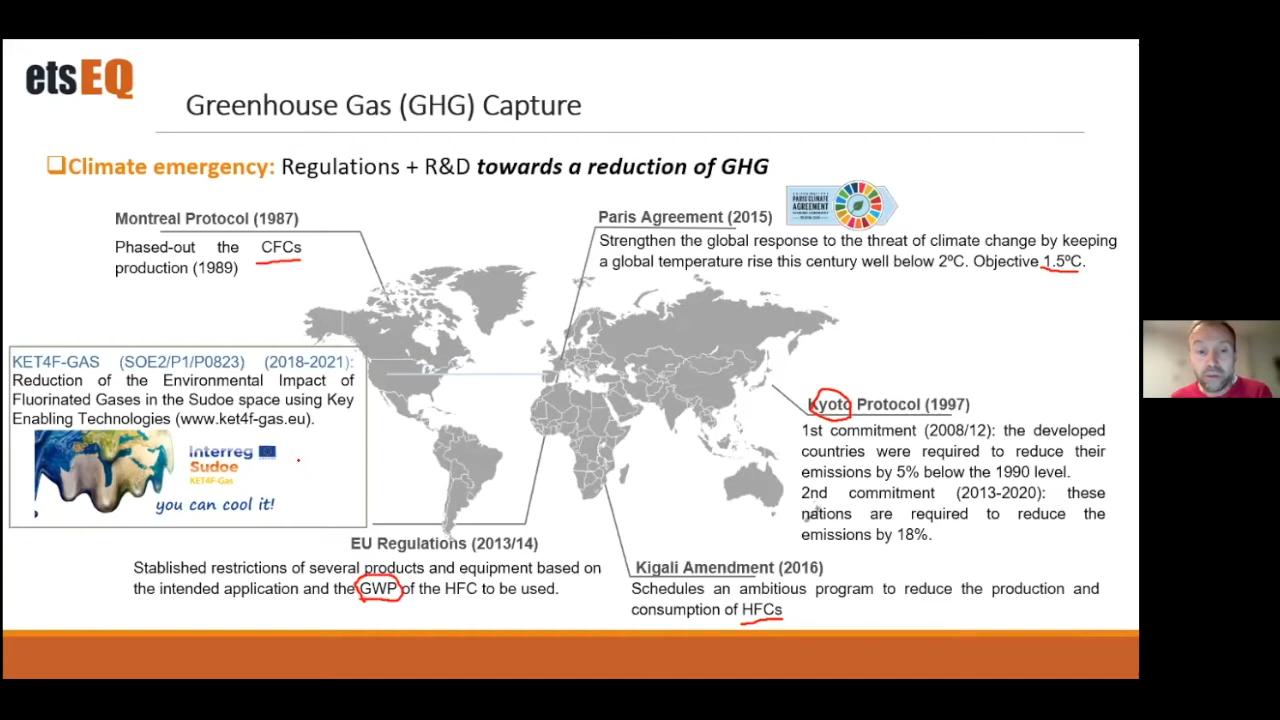 etsEQ
Greenhouse Gas (GHG) Capture
Climate emergency: Regulations + R&D towards a reduction of GHG
Montreal Protocol (1987)
Phased-out the CFCs
production (1989)
Paris Agreement (2015)
PARIS CLIMATE
AGREEMENT
Strengthen the global response to the threat of climate change by keeping
a global temperature rise this century well below 2ºC. Objective 1.5ºC.
KET4F-GAS (SOE2/P1/P0823) (2018-2021):
Reduction of the Environmental Impact of
Fluorinated Gases in the Sudoe space using Key
Enabling Technologies (www.ket4f-gas.eu).
Interreg
Sudoe
KET4F-Gas
you can cool it!
Kyoto Protocol (1997)
1st commitment (2008/12): the developed
countries were required to reduce their
emissions by 5% below the 1990 level.
2nd commitment (2013-2020): these
nations are required to reduce the
emissions by 18%.
EU Regulations (2013/14)
Stablished restrictions of several products and equipment based on
the intended application and the GWP of the HFC to be used.
Kigali Amendment (2016)
Schedules an ambitious program to reduce the production and
consumption of HFCs